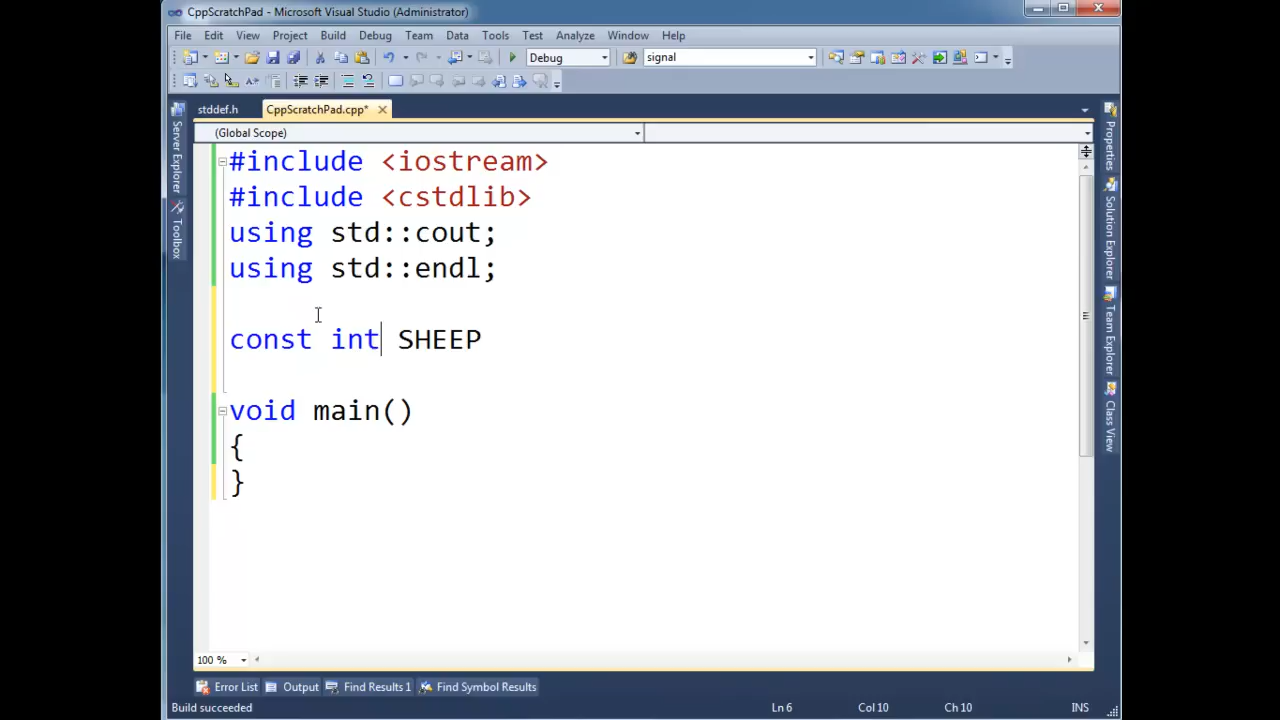 CppScratchPad - Microsoft Visual Studio (Administrator)
File Edit View Project Build Debug Team Data Tools Test Analyze Window Help
Debug signal
stddef.h CppScratchPad.cpp*
(Global Scope)
Server Explorer
Toolbox
Properties
Solution Explorer
Team Explorer
Class View
#include <iostream>
#include <cstdlib>
using std::cout;
using std::endl;
const int SHEEP
void main()
{
}
100 %
Error List Output Find Results 1 Find Symbol Results
Build succeeded Ln 6 Col 10 Ch 10 INS